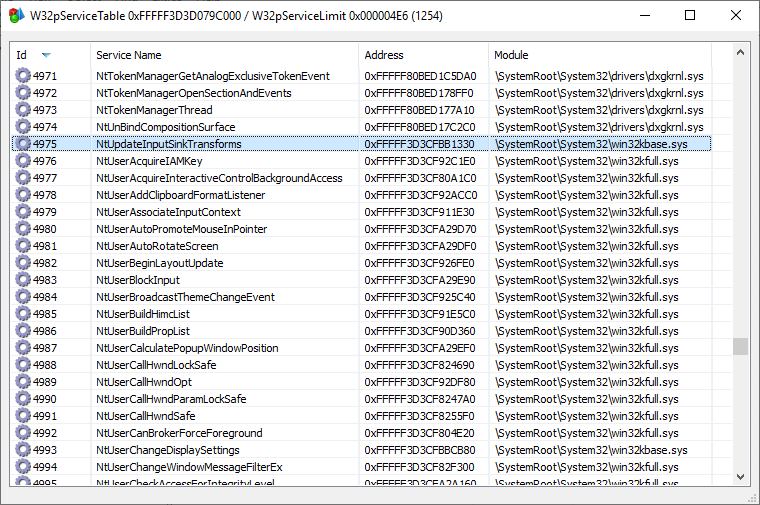 W32pServiceTable 0xFFFFF3D3D079C000 / W32pServiceLimit 0x000004E6 (1254)
Id Service Name Address Module
4971 NtTokenManagerGetAnalogExclusiveTokenEvent 0xFFFFF80BED1C5DA0 \SystemRoot\System32\drivers\dxgkrnl.sys
4972 NtTokenManagerOpenSectionAndEvents 0xFFFFF80BED178FF0 \SystemRoot\System32\drivers\dxgkrnl.sys
4973 NtTokenManagerThread 0xFFFFF80BED177A10 \SystemRoot\System32\drivers\dxgkrnl.sys
4974 NtUnBindCompositionSurface 0xFFFFF80BED17C2C0 \SystemRoot\System32\drivers\dxgkrnl.sys
4975 NtUpdateInputSinkTransforms 0xFFFFF3D3CFBB1330 \SystemRoot\System32\win32kbase.sys
4976 NtUserAcquireIAMKey 0xFFFFF3D3CF92C1E0 \SystemRoot\System32\win32kfull.sys
4977 NtUserAcquireInteractiveControlBackgroundAccess 0xFFFFF3D3CF80A1C0 \SystemRoot\System32\win32kfull.sys
4978 NtUserAddClipboardFormatListener 0xFFFFF3D3CF92ACC0 \SystemRoot\System32\win32kfull.sys
4979 NtUserAssociateInputContext 0xFFFFF3D3CF911E30 \SystemRoot\System32\win32kfull.sys
4980 NtUserAutoPromoteMouseInPointer 0xFFFFF3D3CFA29D70 \SystemRoot\System32\win32kfull.sys
4981 NtUserAutoRotateScreen 0xFFFFF3D3CFA29DF0 \SystemRoot\System32\win32kfull.sys
4982 NtUserBeginLayoutUpdate 0xFFFFF3D3CF926FE0 \SystemRoot\System32\win32kfull.sys
4983 NtUserBlockInput 0xFFFFF3D3CFA29E90 \SystemRoot\System32\win32kfull.sys
4984 NtUserBroadcastThemeChangeEvent 0xFFFFF3D3CF925C40 \SystemRoot\System32\win32kfull.sys
4985 NtUserBuildHimcList 0xFFFFF3D3CF91E5C0 \SystemRoot\System32\win32kfull.sys
4986 NtUserBuildPropList 0xFFFFF3D3CF90D360 \SystemRoot\System32\win32kfull.sys
4987 NtUserCalculatePopupWindowPosition 0xFFFFF3D3CFA29EF0 \SystemRoot\System32\win32kfull.sys
4988 NtUserCallHwndLockSafe 0xFFFFF3D3CF824690 \SystemRoot\System32\win32kfull.sys
4989 NtUserCallHwndOpt 0xFFFFF3D3CF92DF80 \SystemRoot\System32\win32kfull.sys
4990 NtUserCallHwndParamLockSafe 0xFFFFF3D3CF8247A0 \SystemRoot\System32\win32kfull.sys
4991 NtUserCallHwndSafe 0xFFFFF3D3CF8255F0 \SystemRoot\System32\win32kfull.sys
4992 NtUserCanBrokerForceForeground 0xFFFFF3D3CF804E20 \SystemRoot\System32\win32kfull.sys
4993 NtUserChangeDisplaySettings 0xFFFFF3D3CFBBCB80 \SystemRoot\System32\win32kbase.sys
4994 NtUserChangeWindowMessageFilterEx 0xFFFFF3D3CF82F300 \SystemRoot\System32\win32kfull.sys
4995 NtUserCheckAccessForIntegrityLevel 0xFFFFF3D3CFA2A160 \SystemRoot\System32\win32kfull.sys